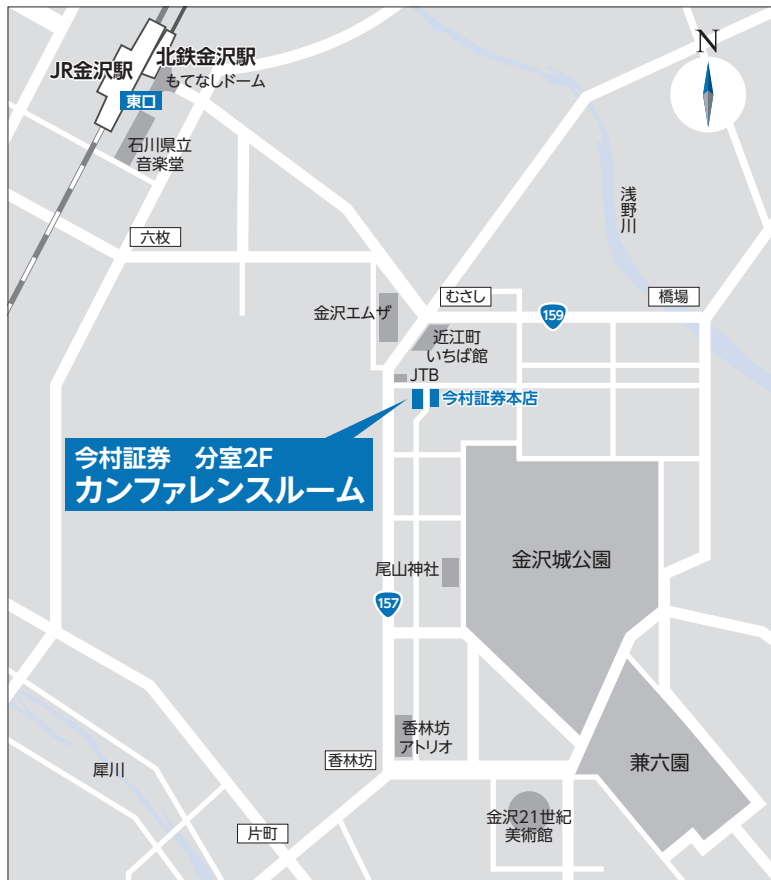 北鉄金沢駅
JR金沢駅
もてなしドーム
東口
石川県立
音楽堂
N
浅野川
六枚
金沢エムザ
むさし
橋場
159
近江町
いちば館
JTB
今村証券本店
今村証券 分室2F
カンファレンスルーム
尾山神社
金沢城公園
157
香林坊
アトリオ
香林坊
兼六園
犀川
金沢21世紀
美術館
片町